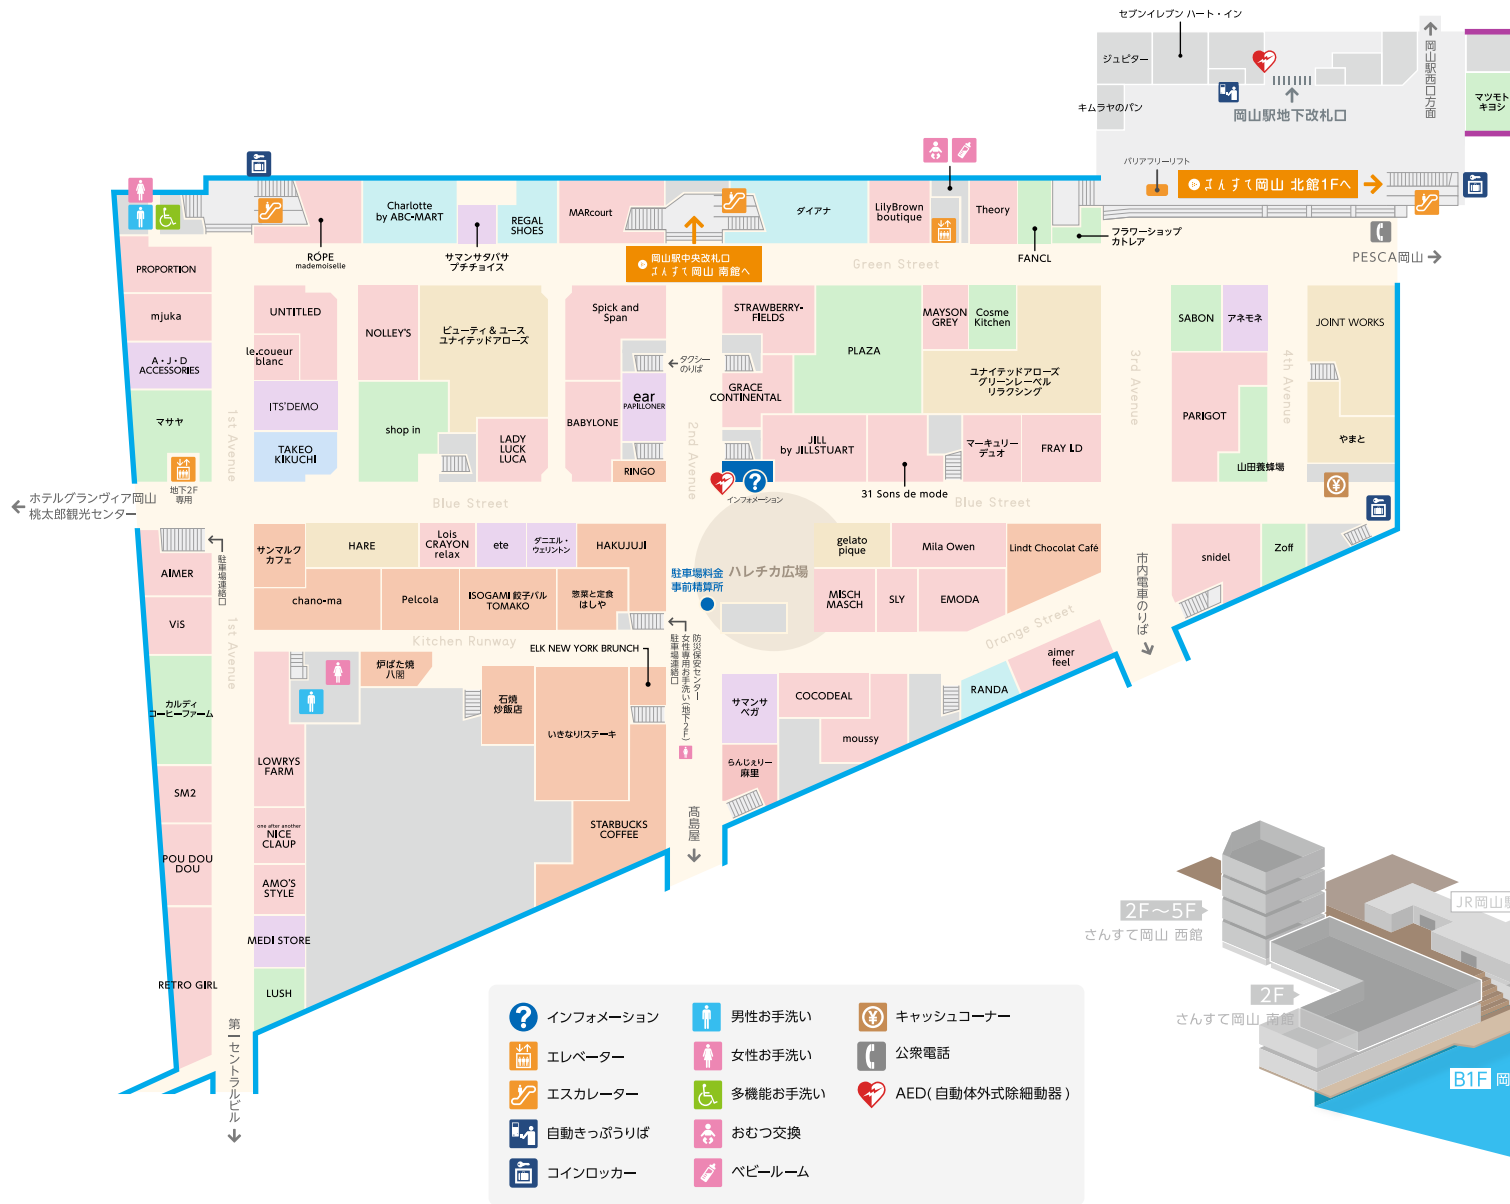 セブンイレブン ハート・イン
ジュピター
キムラヤのパン
岡山駅地下改札口
岡山駅西口方面
マツモト
キヨシ
バリアフリーリフト
さんすて岡山 北館1Fへ
PESCA岡山
Charlotte
by ABC-MART
REGAL
SHOES
MARcourt
ダイアナ
LilyBrown
boutique
Theory
FANCL
フラワーショップ
カトレア
ROPE
mademoiselle
サマンサタバサ
プチチョイス
岡山駅中央改札口
さんすて岡山 南館へ
Green Street
PROPORTION
mjuka
A・J・D
ACCESSORIES
マサヤ
地下2F
専用
UNTITLED
le.coueur
blanc
ITS'DEMO
TAKEO
KIKUCHI
NOLLEY'S
ビューティ & ユース
ユナイテッドアローズ
shop in
LADY
LUCK
LUCA
Spick and
Span
BABYLONE
タクシー
のりば
ear
PAPILLONER
RINGO
STRAWBERRY-
FIELDS
GRACE
CONTINENTAL
PLAZA
MAYSON
GREY
Cosme
Kitchen
ユナイテッドアローズ
グリーンレーベル
リラクシング
JILL
by JILLSTUART
31 Sons de mode
マーキュリー
デュオ
FRAY I.D
SABON
アネモネ
JOINT WORKS
PARIGOT
山田養蜂場
やまと
1st Avenue
2nd Avenue
3rd Avenue
4th Avenue
インフォメーション
Blue Street
Blue Street
ホテルグランヴィア岡山
桃太郎観光センター
駐車場連絡口
AIMER
ViS
カルディ
コーヒーファーム
SM2
POU DOU
DOU
RETRO GIRL
1st Avenue
サンマルク
カフェ
HARE
Lois
CRAYON
relax
ete
ダニエル・
ウェリントン
HAKUJUJI
chano-ma
Pelcola
ISOGAMI 餃子バル
TOMAKO
惣菜と定食
はしや
Kitchen Runway
ELK NEW YORK BRUNCH
炉ばた焼
八閤
石焼
炒飯店
いきなり!ステーキ
STARBUCKS
COFFEE
LOWRYS
FARM
one after another
NICE
CLAUP
AMO'S
STYLE
MEDI STORE
LUSH
第一セントラルビル
駐車場料金
事前精算所
ハレチカ広場
防災保安センター
女性専用お手洗い(地下2F)
駐車場連絡口
髙島屋
gelato
pique
Mila Owen
Lindt Chocolat Café
MISCH
MASCH
SLY
EMODA
Orange Street
サマンサ
ベガ
らんじぇりー
麻里
COCODEAL
moussy
RANDA
aimer
feel
市内電車のりば
snidel
Zoff
インフォメーション
エレベーター
エスカレーター
自動きっぷうりば
コインロッカー
男性お手洗い
女性お手洗い
多機能お手洗い
おむつ交換
ベビールーム
キャッシュコーナー
公衆電話
AED(自動体外式除細動器)
2F〜5F
さんすて岡山 西館
2F
さんすて岡山 南館
JR岡山駅
B1F 岡